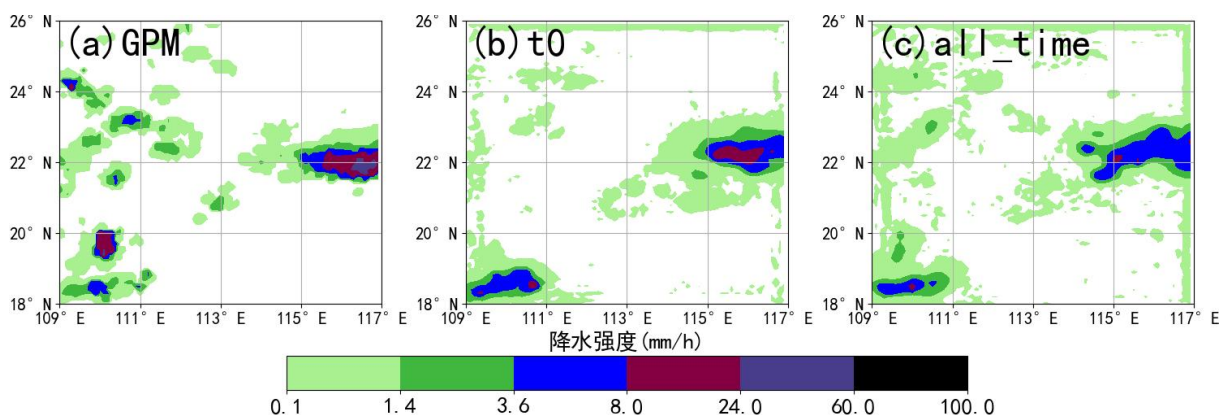 (a)GPM
(b)t0
(c)all_time
26° N
24° N
22° N
20° N
18° N
109° E
111° E
113° E
115° E
117° E
26° N
24° N
22° N
20° N
18° N
109° E
111° E
113° E
115° E
117° E
26° N
24° N
22° N
20° N
18° N
109° E
111° E
113° E
115° E
117° E
降水强度(mm/h)
0.1 1.4 3.6 8.0 24.0 60.0 100.0